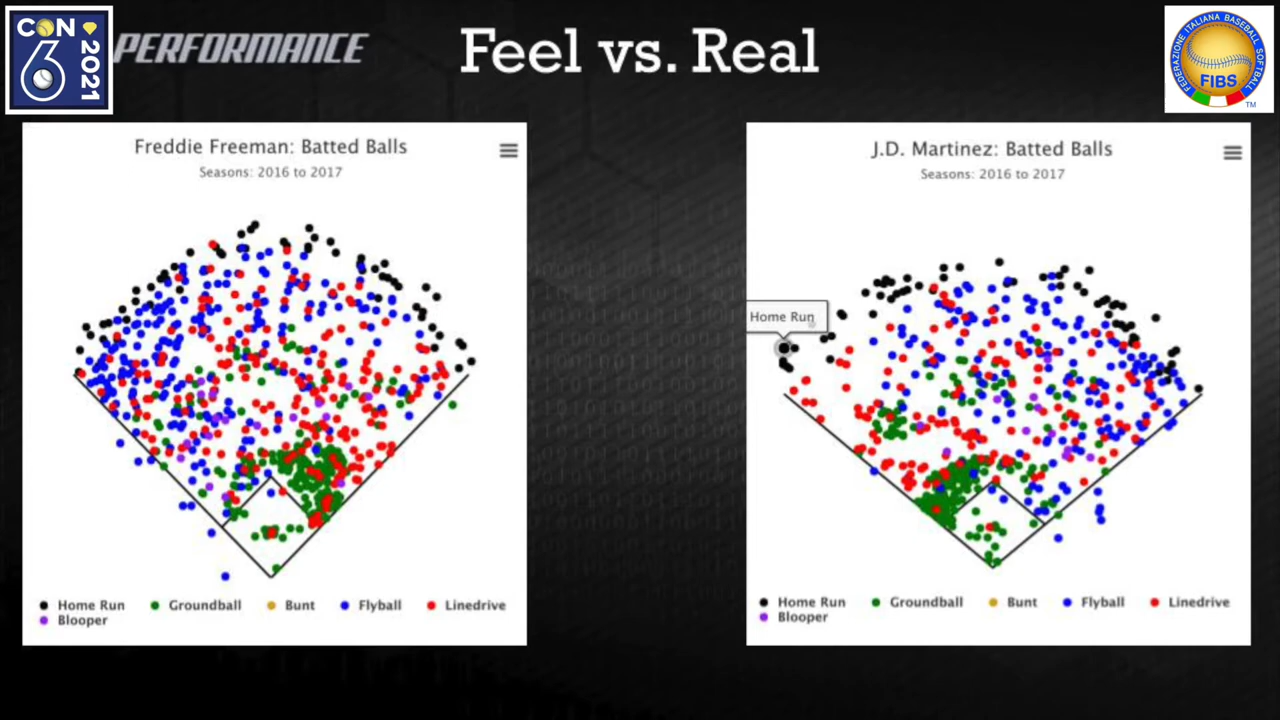 CON
6
2021
PERFORMANCE
Feel vs. Real
FEDERAZIONE ITALIANA BASEBALL SOFTBALL
FIBS
TM
Freddie Freeman: Batted Balls
Seasons: 2016 to 2017
Home Run
Groundball
Bunt
Flyball
Linedrive
Blooper
J.D. Martinez: Batted Balls
Seasons: 2016 to 2017
Home Run
Home Run
Groundball
Bunt
Flyball
Linedrive
Blooper